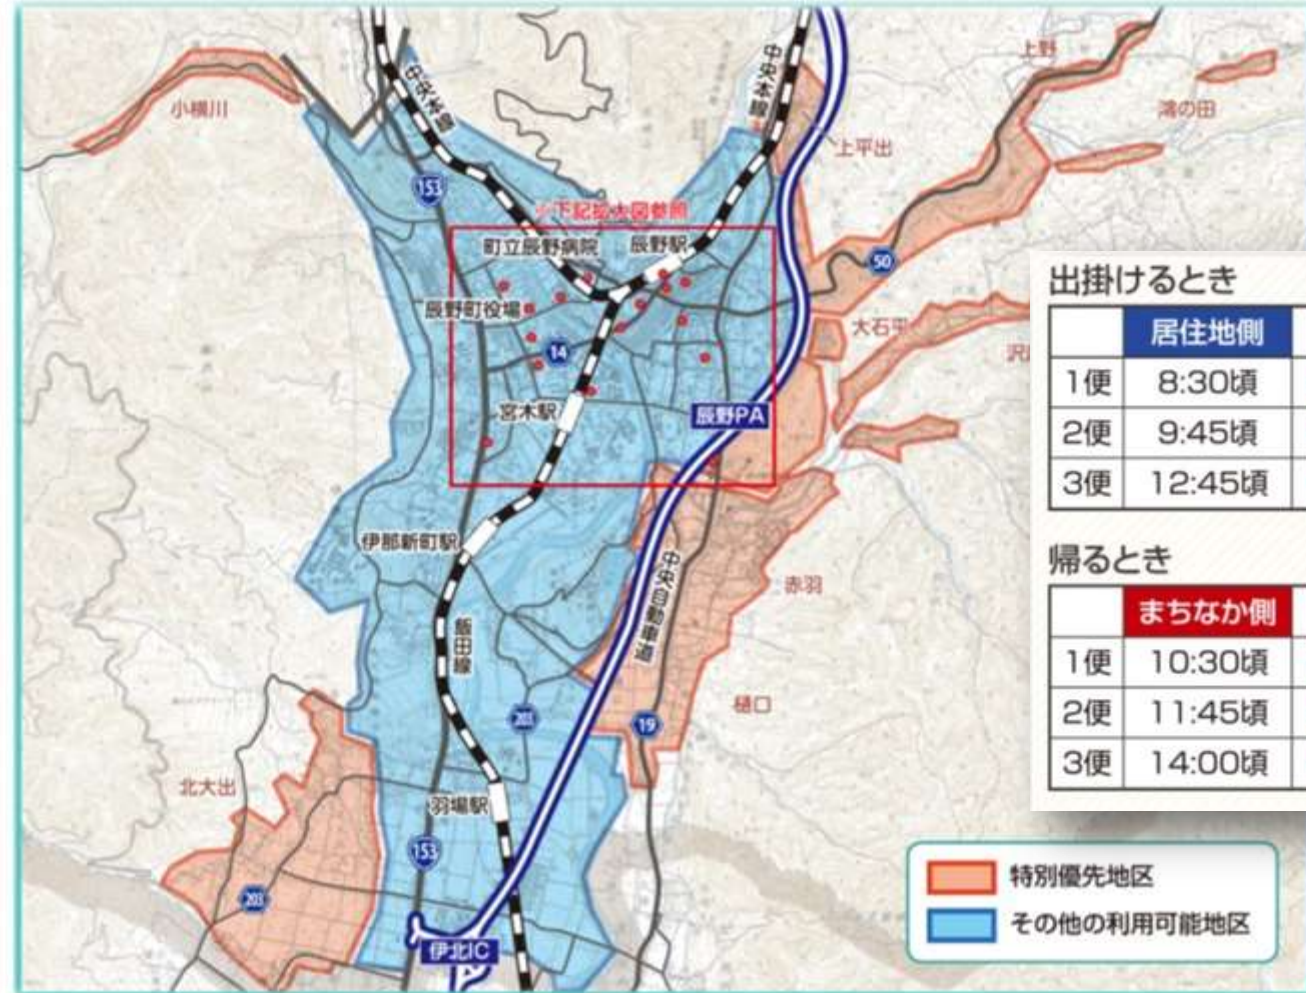 小横川
中央本線
中央本線
上野
鴻の田
上平出
153
※下記拡大図参照
町立辰野病院
辰野駅
50
辰野町役場
大石平
14
宮木駅
辰野PA
伊那新町駅
中央自動車道
赤羽
飯田線
樋口
203
19
北大出
羽場駅
153
203
伊北IC
出掛けるとき
居住地側
1便 8:30頃
2便 9:45頃
3便 12:45頃
帰るとき
まちなか側
1便 10:30頃
2便 11:45頃
3便 14:00頃
特別優先地区
その他の利用可能地区